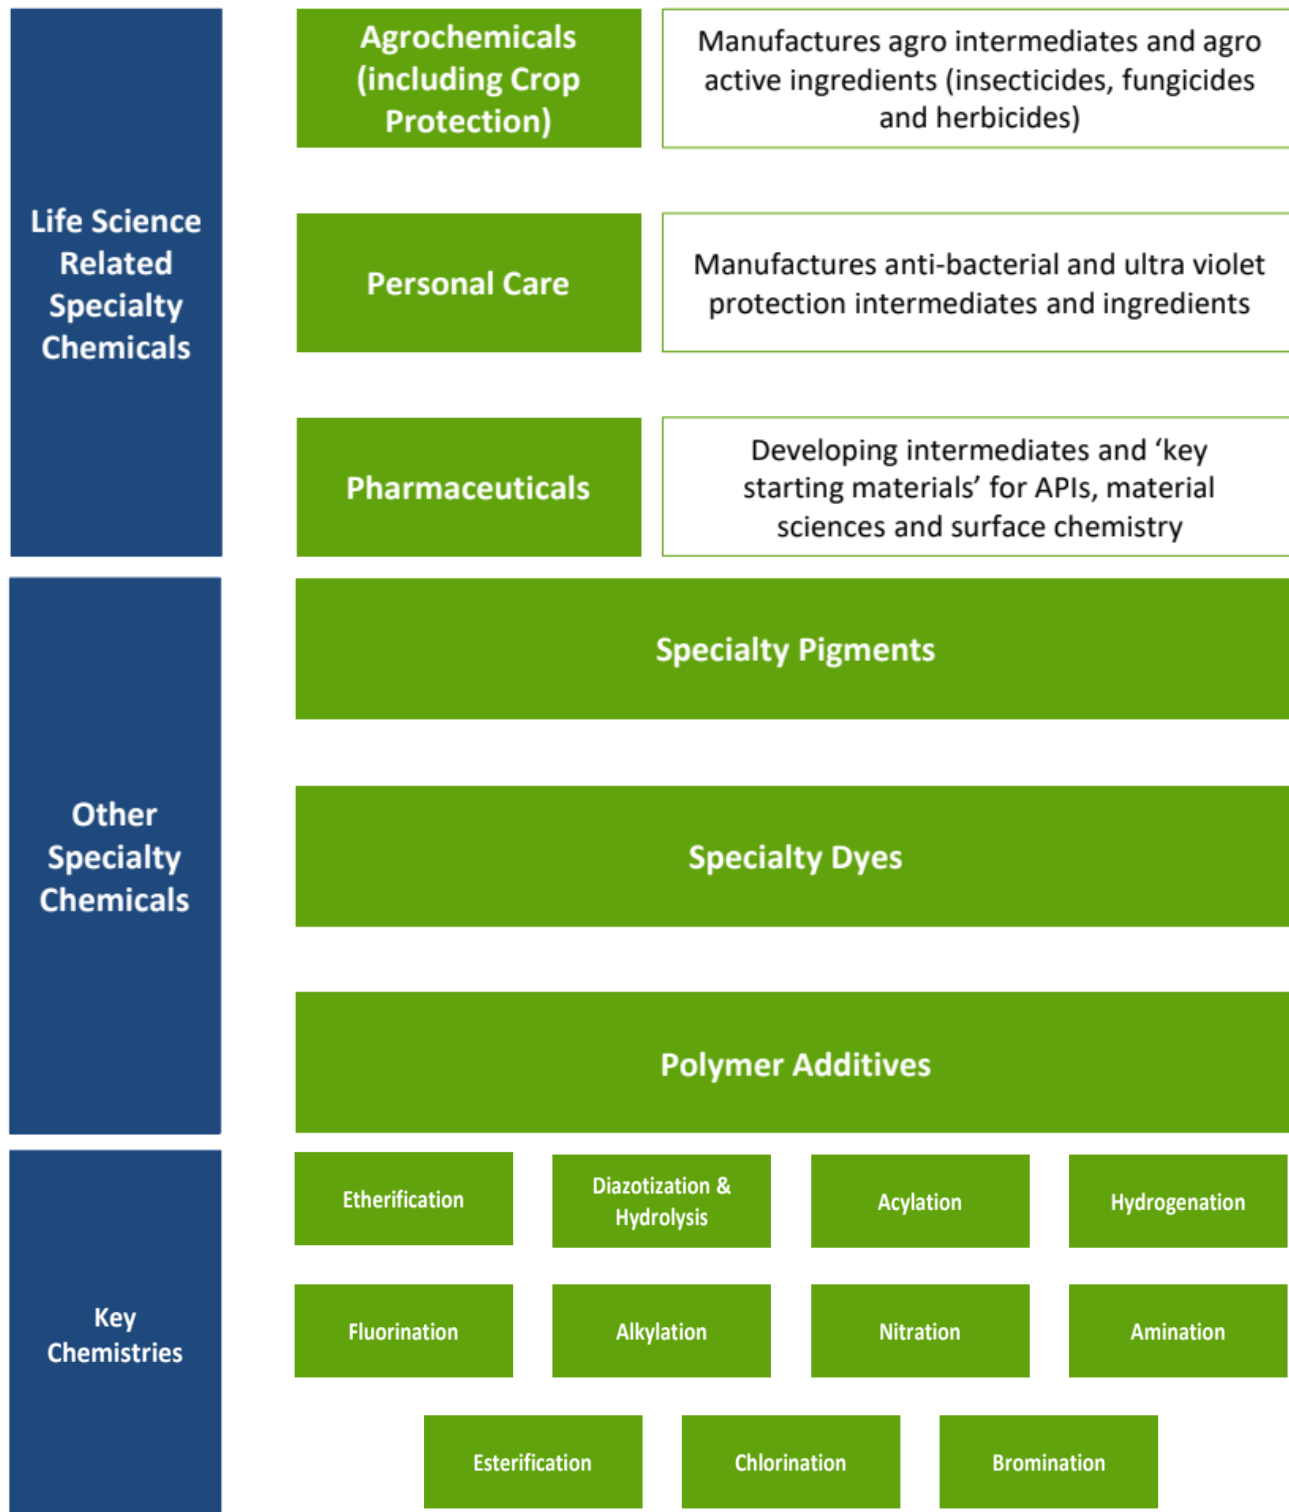 Agrochemicals
(including Crop
Protection)
Manufactures agro intermediates and agro
active ingredients (insecticides, fungicides
and herbicides)
Life Science
Related
Specialty
Chemicals
Personal Care
Manufactures anti-bacterial and ultra violet
protection intermediates and ingredients
Pharmaceuticals
Developing intermediates and ‘key
starting materials’ for APIs, material
sciences and surface chemistry
Other
Specialty
Chemicals
Specialty Pigments
Specialty Dyes
Polymer Additives
Key
Chemistries
Etherification
Diazotization &
Hydrolysis
Acylation
Hydrogenation
Fluorination
Alkylation
Nitration
Amination
Esterification
Chlorination
Bromination